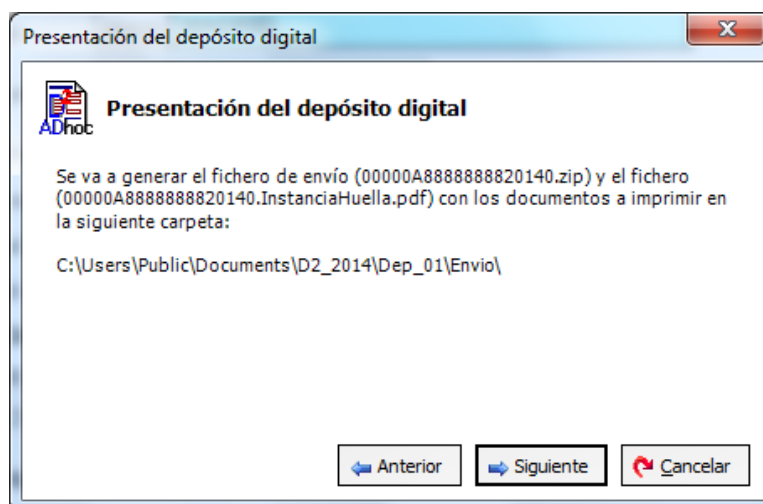 Presentación del depósito digital
X
ADhoc
Presentación del depósito digital
Se va a generar el fichero de envío (00000A8888888820140.zip) y el fichero
(00000A8888888820140.InstanciaHuella.pdf) con los documentos a imprimir en
la siguiente carpeta:
C:\Users\Public\Documents\D2_2014\Dep_01\Envio\
Anterior
Siguiente
Cancelar